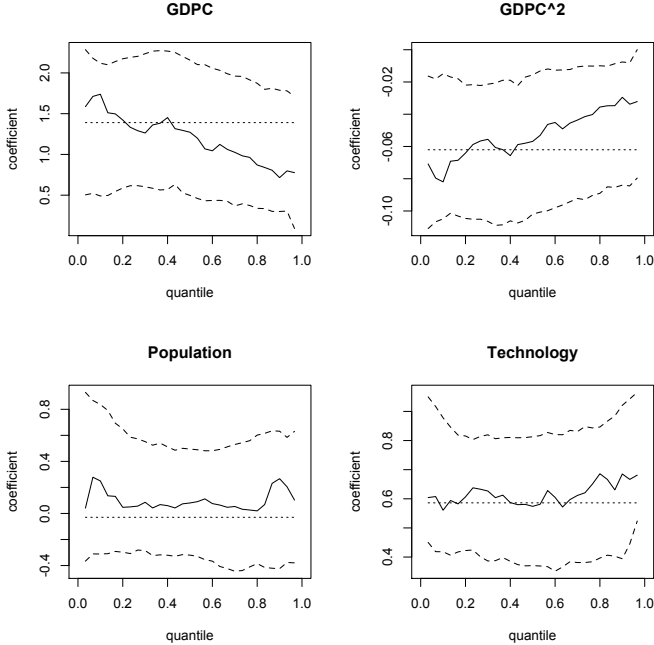 GDPC
coefficient
0.5 1.0 1.5 2.0
0.0 0.2 0.4 0.6 0.8 1.0
quantile
GDPC^2
coefficient
-0.10 -0.06 -0.02
0.0 0.2 0.4 0.6 0.8 1.0
quantile
Population
coefficient
-0.4 0.0 0.4 0.8
0.0 0.2 0.4 0.6 0.8 1.0
quantile
Technology
coefficient
0.4 0.6 0.8
0.0 0.2 0.4 0.6 0.8 1.0
quantile